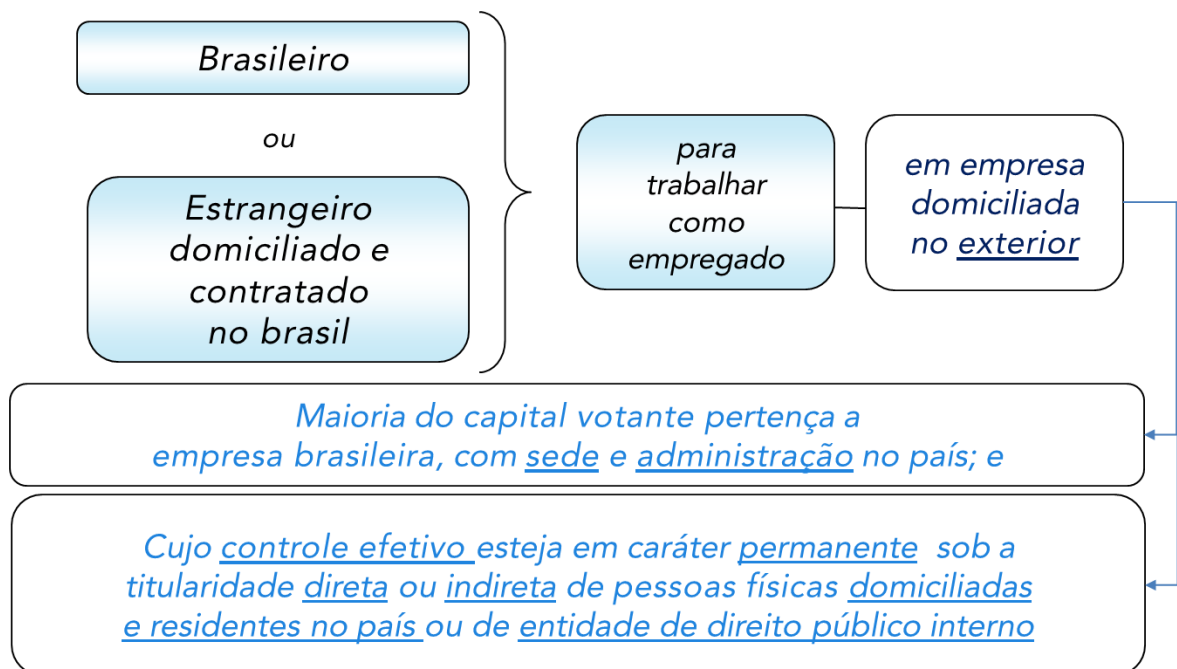 Brasileiro
ou
Estrangeiro
domiciliado e
contratado
no brasil
para
trabalhar
como
empregado
em empresa
domiciliada
no exterior
Maioria do capital votante pertença a
empresa brasileira, com sede e administração no país; e
Cujo controle efetivo esteja em caráter permanente sob a
titularidade direta ou indireta de pessoas físicas domiciliadas
e residentes no país ou de entidade de direito público interno